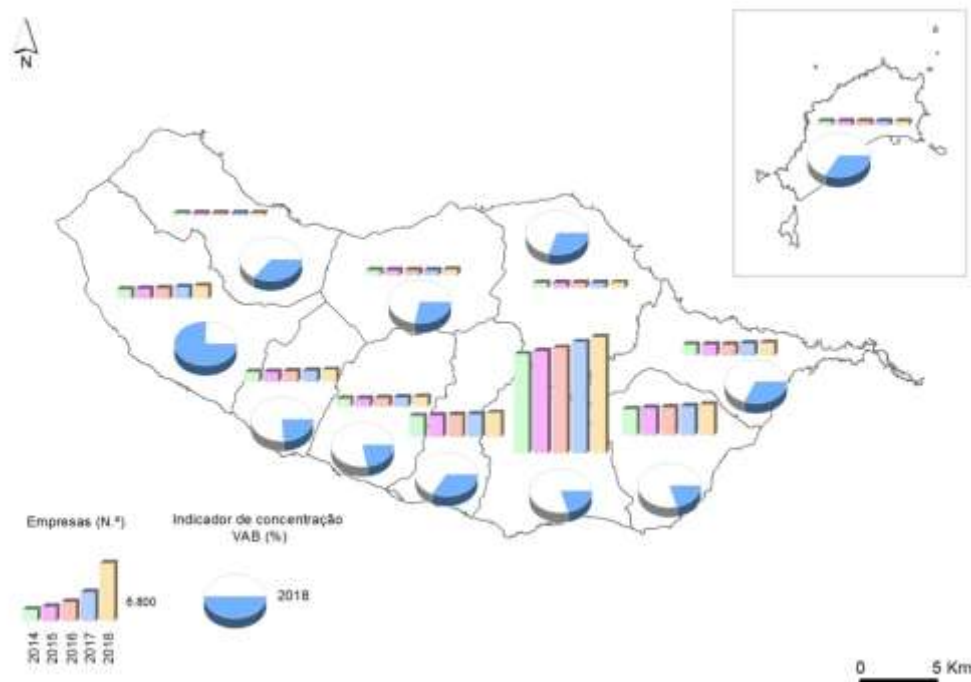 N
Empresas (N.º)
6.800
2014
2015
2016
2017
2018
Indicador de concentração
VAB (%)
2018
0 5 Km